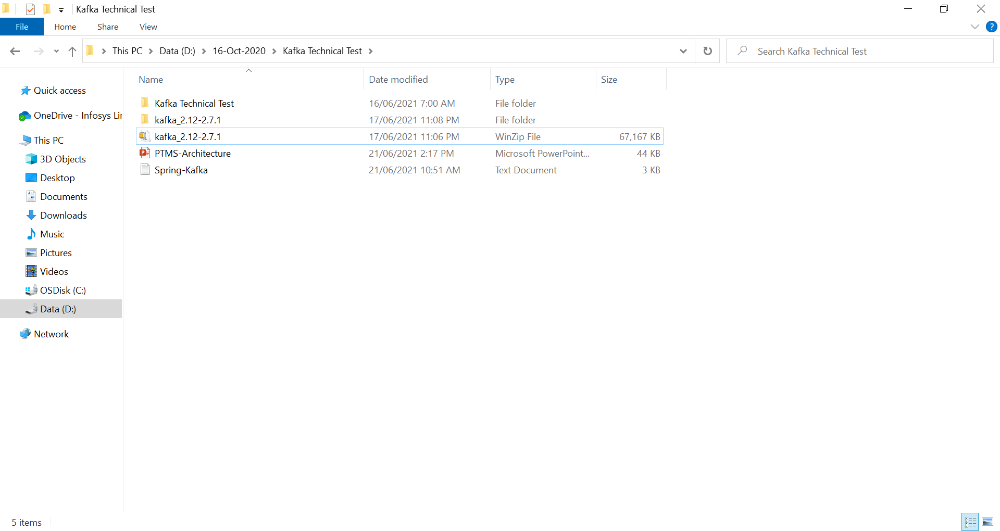 Kafka Technical Test
File Home Share View
This PC Data (D:) 16-Oct-2020 Kafka Technical Test
Search Kafka Technical Test
Name Date modified Type Size
Kafka Technical Test 16/06/2021 7:00 AM File folder
kafka_2.12-2.7.1 17/06/2021 11:08 PM File folder
kafka_2.12-2.7.1 17/06/2021 11:06 PM WinZip File 67,167 KB
PTMS-Architecture 21/06/2021 2:17 PM Microsoft PowerPoint... 44 KB
Spring-Kafka 21/06/2021 10:51 AM Text Document 3 KB
Quick access
OneDrive - Infosys Lir
This PC
3D Objects
Desktop
Documents
Downloads
Music
Pictures
Videos
OSDisk (C:)
Data (D:)
Network
5 items